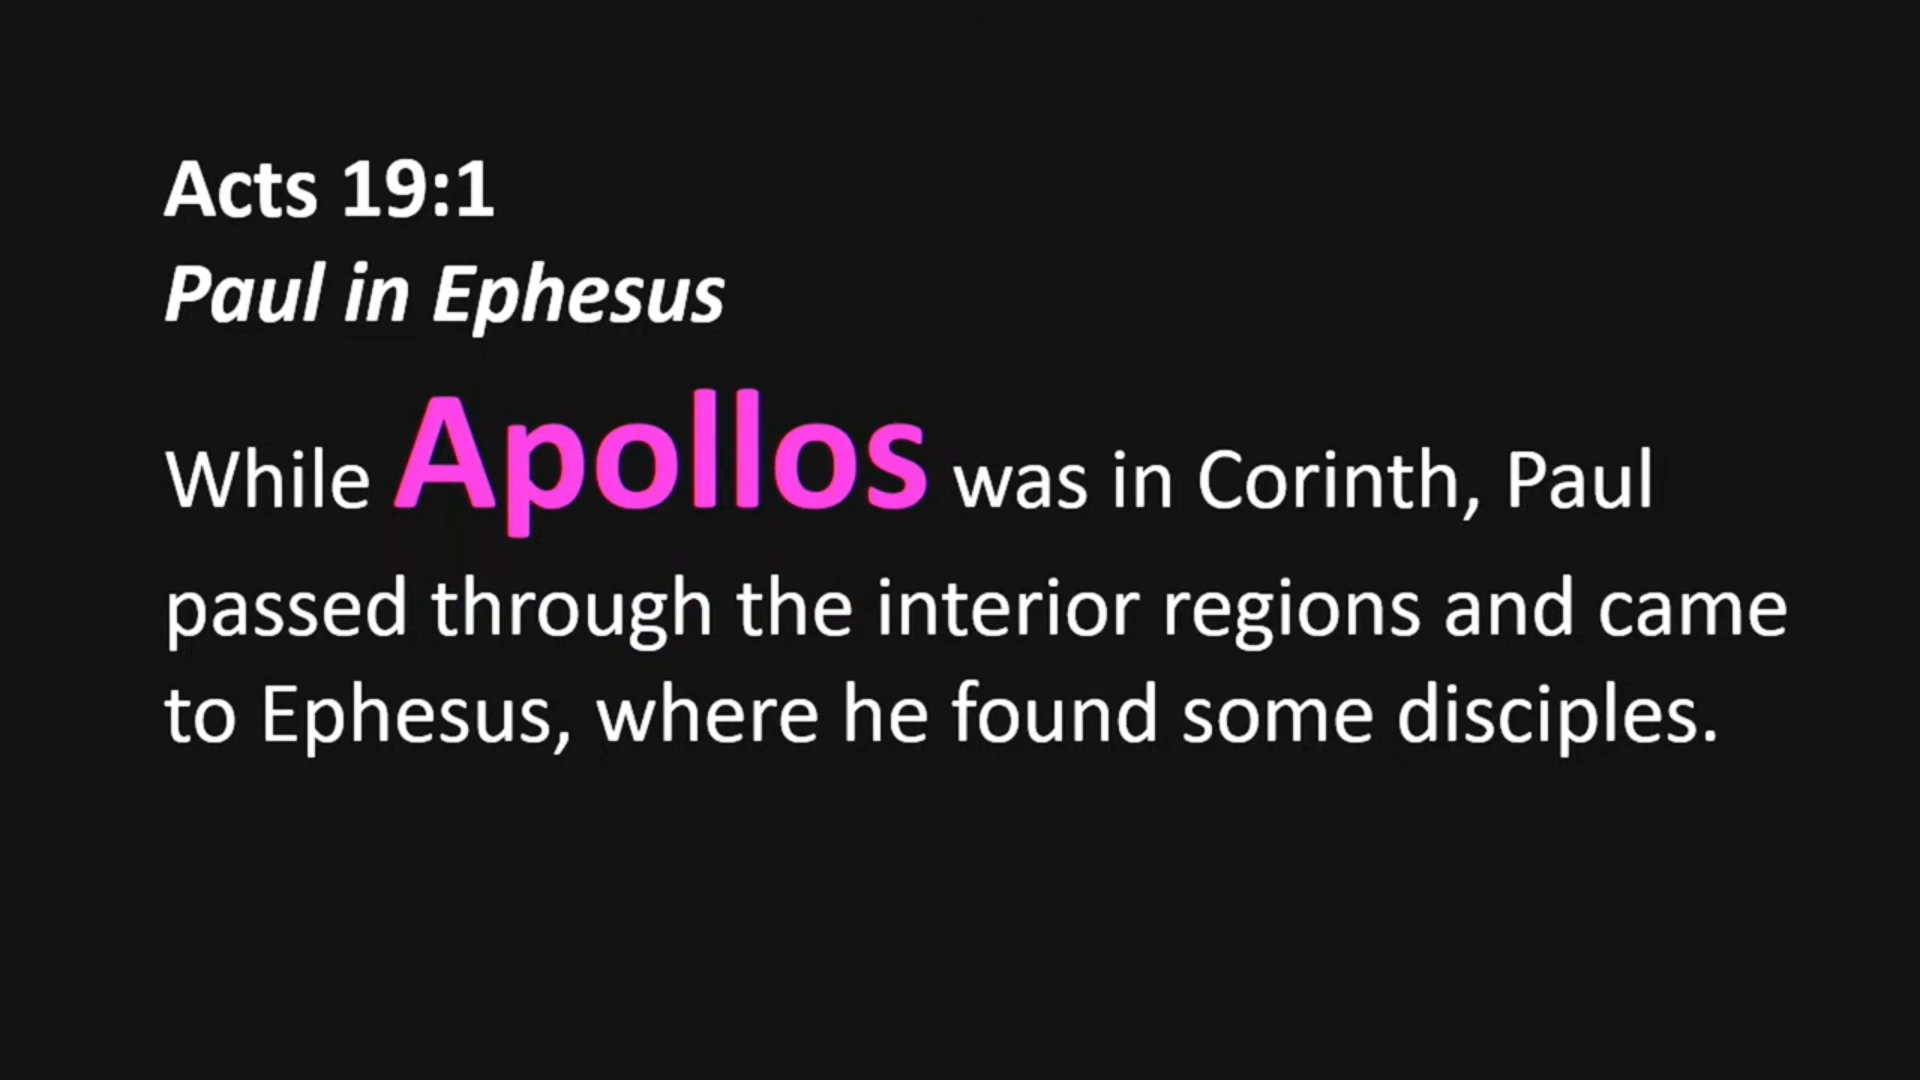 Acts 19:1
Paul in Ephesus
While Apollos was in Corinth, Paul
passed through the interior regions and came
to Ephesus, where he found some disciples.